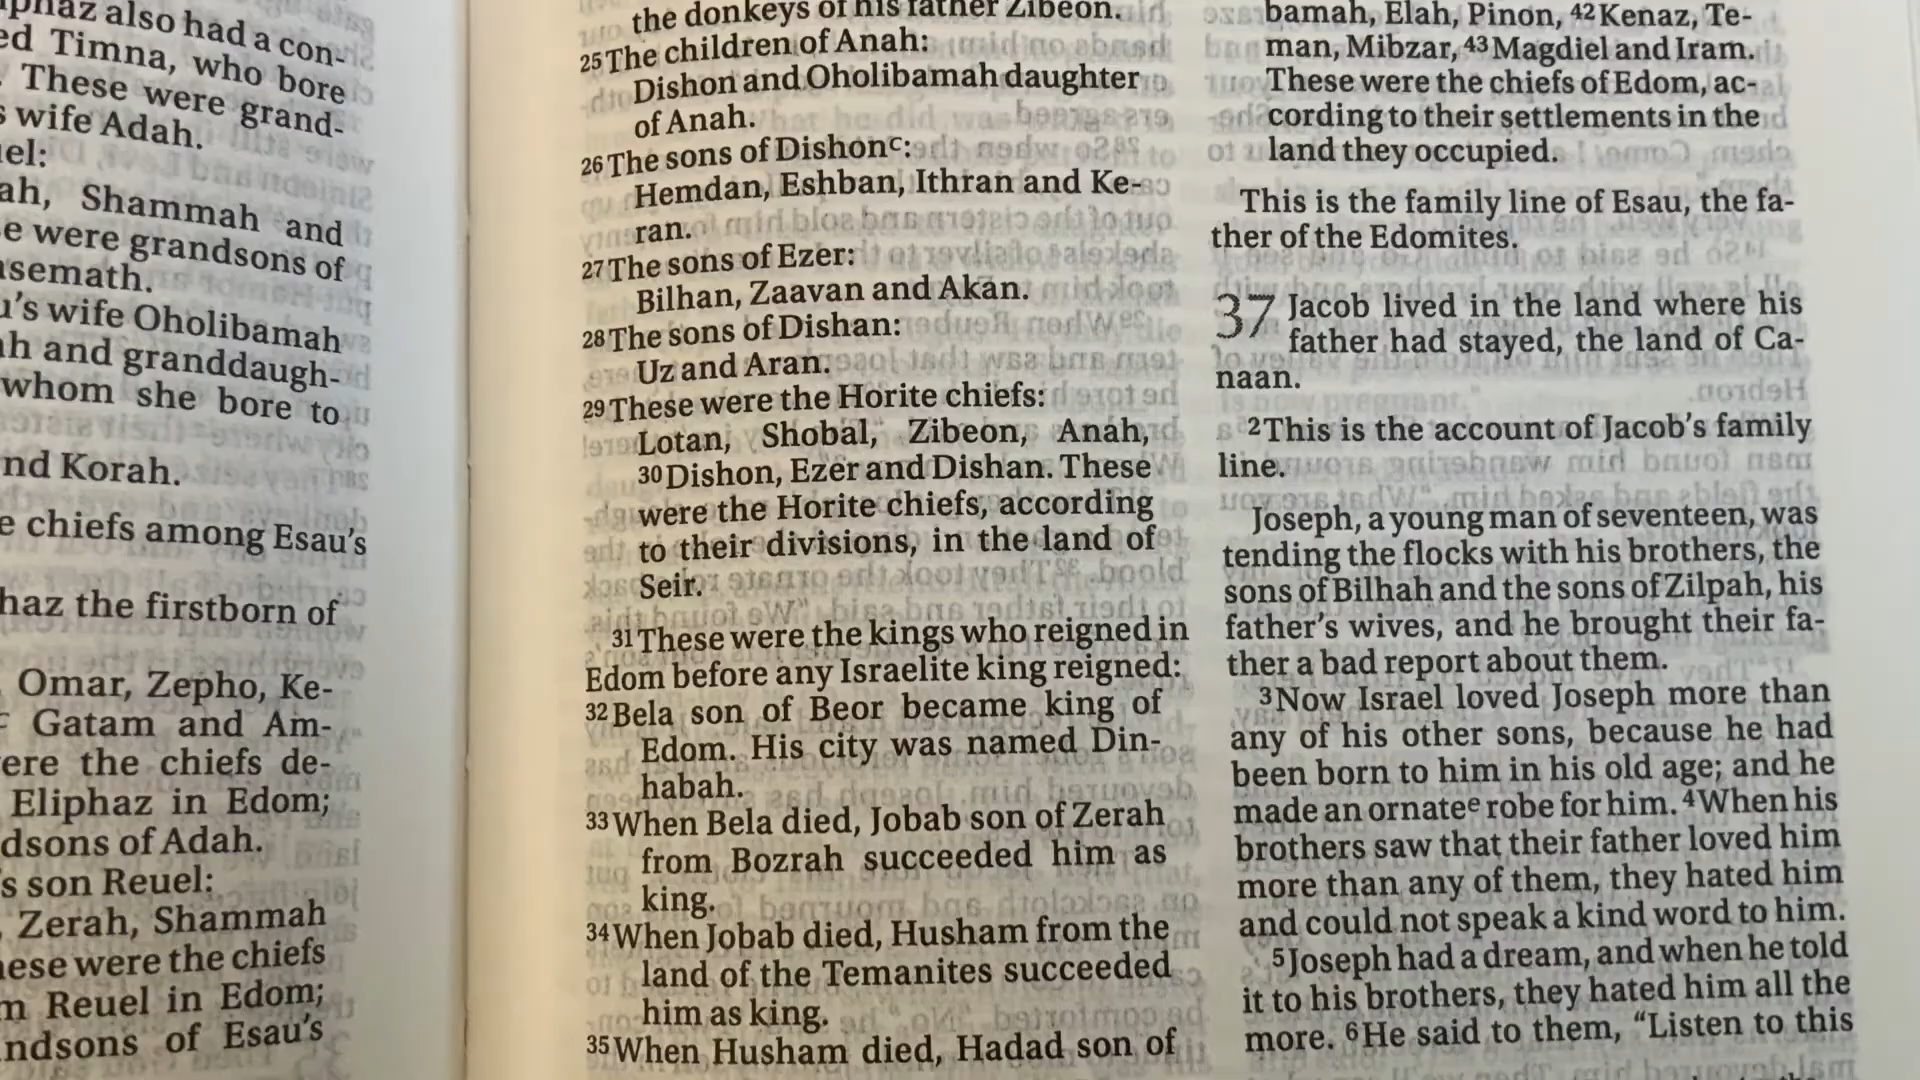 also had a con-
ed Timna, who bore
These were grand-
wife Adah.
ah, Shammah and
e were grandsons of
semath.
's wife Oholibamah
h and granddaugh-
whom she bore to
nd Korah.
e chiefs among Esau's
haz the firstborn of
Omar, Zepho, Ke-
Gatam and Am-
ere the chiefs de-
Eliphaz in Edom;
dsons of Adah.
's son Reuel:
Zerah, Shammah
ese were the chiefs
m Reuel in Edom;
ndsons of Esau's
the donkeys of his father Zibeon.
25 The children of Anah:
Dishon and Oholibamah daughter
of Anah.
26 The sons of Dishonc:
Hemdan, Eshban, Ithran and Ke-
ran.
27 The sons of Ezer:
Bilhan, Zaavan and Akan.
28 The sons of Dishan:
Uz and Aran.
29 These were the Horite chiefs:
Lotan, Shobal, Zibeon, Anah,
30 Dishon, Ezer and Dishan. These
were the Horite chiefs, according
to their divisions, in the land of
Seir.
31 These were the kings who reigned in
Edom before any Israelite king reigned:
32 Bela son of Beor became king of
Edom. His city was named Din-
habah.
33 When Bela died, Jobab son of Zerah
from Bozrah succeeded him as
king.
34 When Jobab died, Husham from the
land of the Temanites succeeded
him as king.
35 When Husham died, Hadad son of
bamah, Elah, Pinon, 42 Kenaz, Te-
man, Mibzar, 43 Magdiel and Iram.
These were the chiefs of Edom, ac-
cording to their settlements in the
land they occupied.
This is the family line of Esau, the fa-
ther of the Edomites.
37 Jacob lived in the land where his
father had stayed, the land of Ca-
naan.
2 This is the account of Jacob's family
line.
Joseph, a young man of seventeen, was
tending the flocks with his brothers, the
sons of Bilhah and the sons of Zilpah, his
father's wives, and he brought their fa-
ther a bad report about them.
3 Now Israel loved Joseph more than
any of his other sons, because he had
been born to him in his old age; and he
made an ornatee robe for him. 4 When his
brothers saw that their father loved him
more than any of them, they hated him
and could not speak a kind word to him.
5 Joseph had a dream, and when he told
it to his brothers, they hated him all the
more. 6 He said to them, "Listen to this